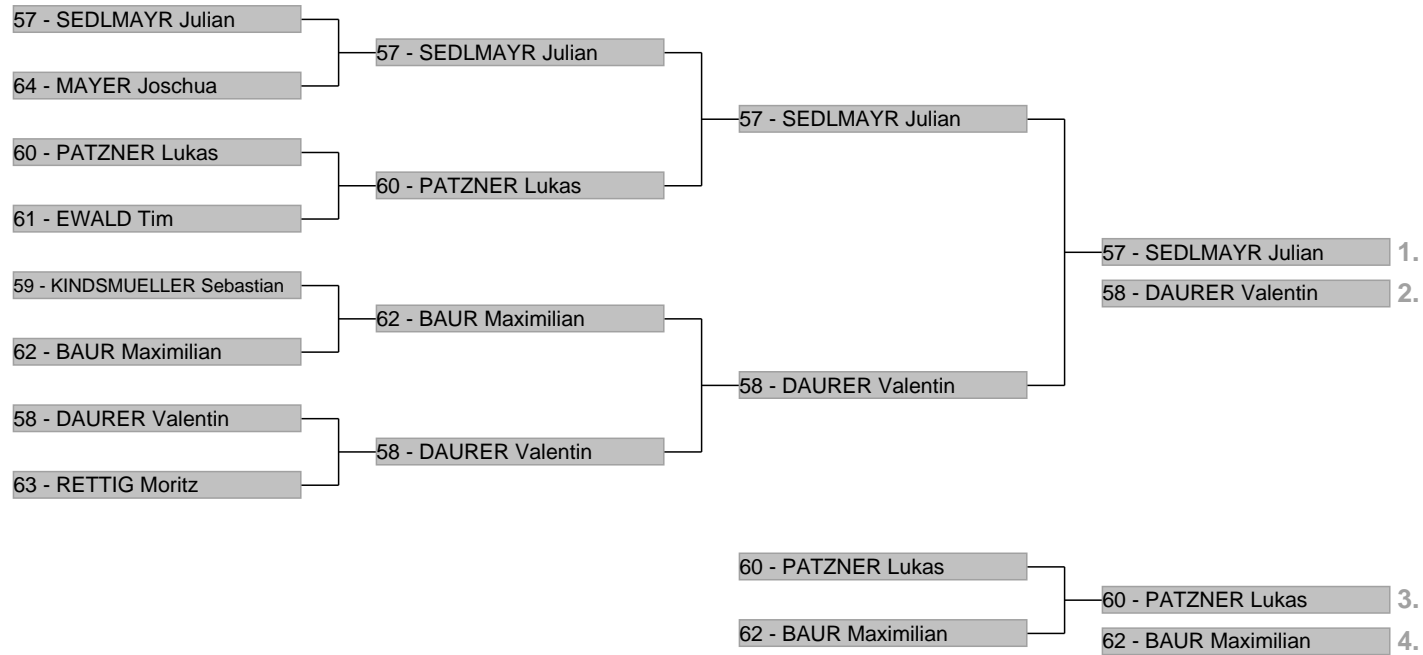 57 - SEDLMAYR Julian
64 - MAYER Joschua
60 - PATZNER Lukas
61 - EWALD Tim
59 - KINDSMUELLER Sebastian
62 - BAUR Maximilian
58 - DAURER Valentin
63 - RETTIG Moritz
57 - SEDLMAYR Julian
60 - PATZNER Lukas
62 - BAUR Maximilian
58 - DAURER Valentin
57 - SEDLMAYR Julian
58 - DAURER Valentin
57 - SEDLMAYR Julian 1.
58 - DAURER Valentin 2.
60 - PATZNER Lukas
62 - BAUR Maximilian
60 - PATZNER Lukas 3.
62 - BAUR Maximilian 4.